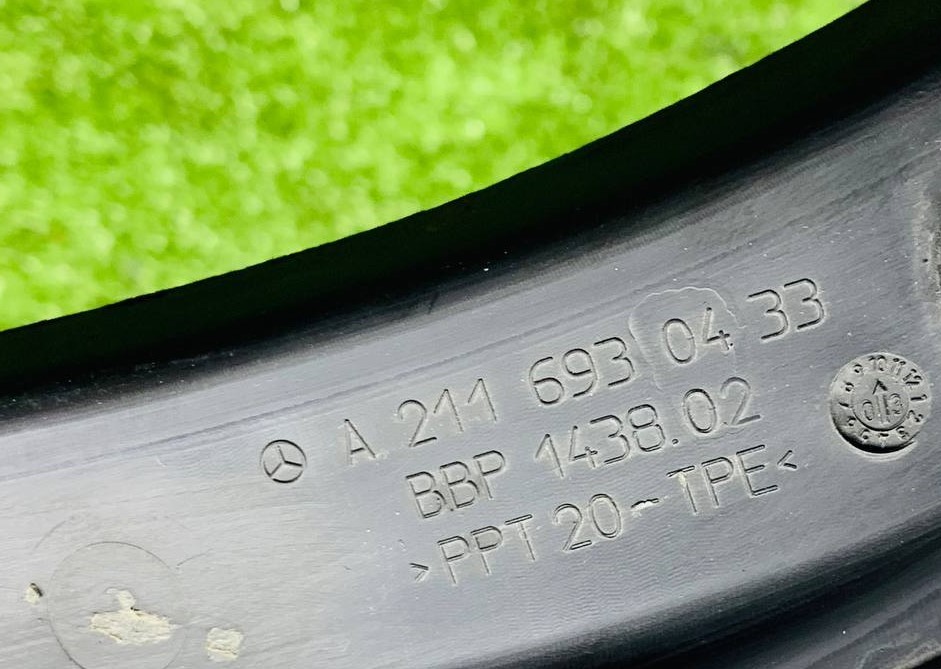 A 211 693 04 33
BBP 1438.02
>PPT 20-TPE<